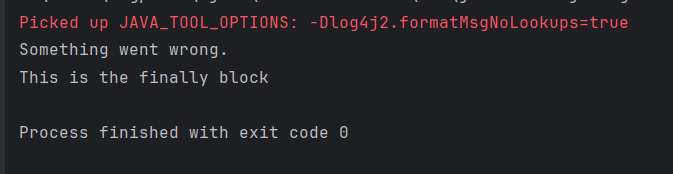 Picked up JAVA_TOOL_OPTIONS: -Dlog4j2.formatMsgNoLookups=true
Something went wrong.
This is the finally block
Process finished with exit code 0